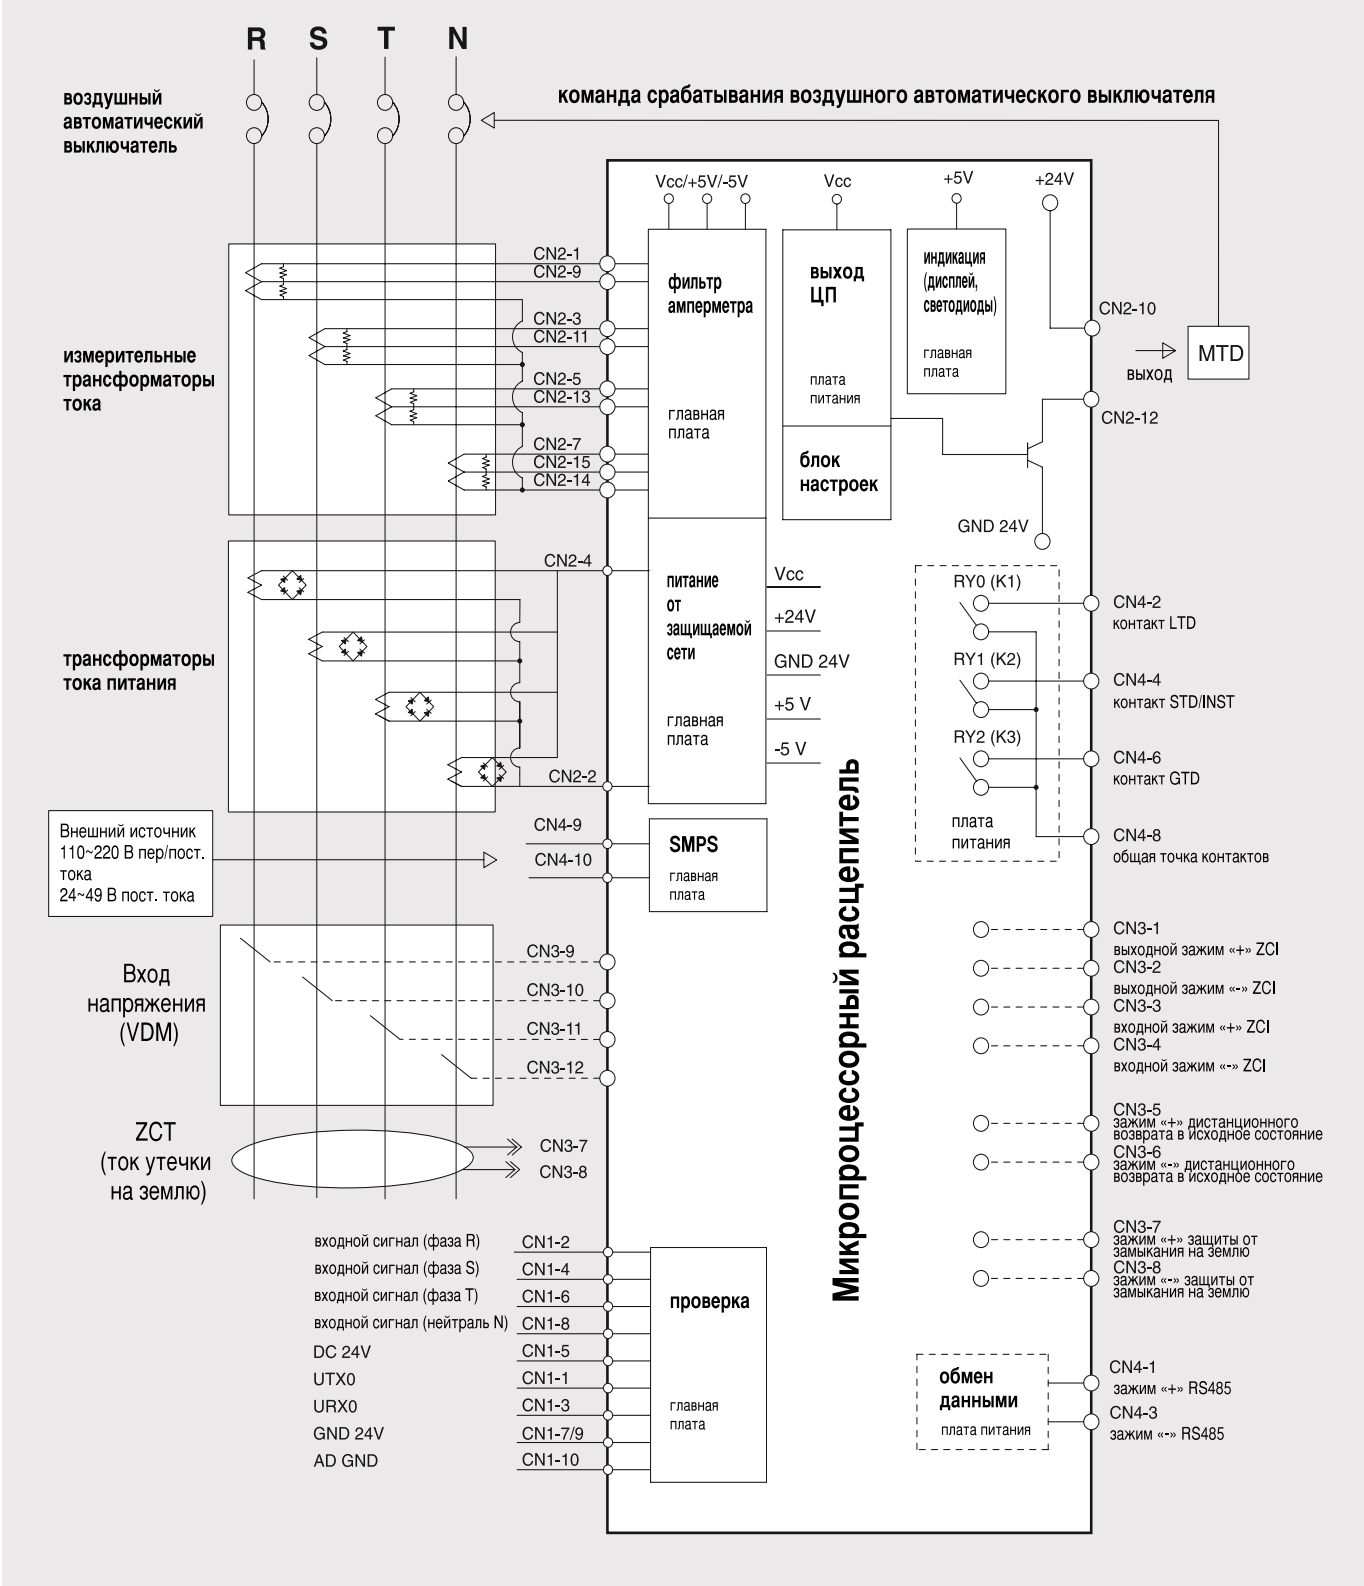 R S T N
воздушный
автоматический
выключатель
команда срабатывания воздушного автоматического выключателя
Vcc/+5V/-5V
Vcc
+5V
+24V
CN2-1
CN2-9
CN2-3
CN2-11
CN2-5
CN2-13
CN2-7
CN2-15
CN2-14
измерительные
трансформаторы
тока
фильтр
амперметра
главная
плата
выход
ЦП
плата
питания
блок
настроек
индикация
(дисплей,
светодиоды)
главная
плата
CN2-10
MTD
выход
CN2-12
GND 24V
трансформаторы
тока питания
CN2-4
CN2-2
питание
от
защищаемой
сети
главная
плата
Vcc
+24V
GND 24V
+5 V
-5 V
RY0 (K1)
RY1 (K2)
RY2 (K3)
плата
питания
CN4-2
контакт LTD
CN4-4
контакт STD/INST
CN4-6
контакт GTD
CN4-8
общая точка контактов
Внешний источник
110~220 В пер/пост.
тока
24~49 В пост. тока
CN4-9
CN4-10
SMPS
главная
плата
Микропроцессорный расцепитель
Вход
напряжения
(VDM)
CN3-9
CN3-10
CN3-11
CN3-12
ZCT
(ток утечки
на землю)
CN3-7
CN3-8
CN3-1
выходной зажим «+» ZCI
CN3-2
выходной зажим «-» ZCI
CN3-3
входной зажим «+» ZCI
CN3-4
входной зажим «-» ZCI
CN3-5
зажим «+» дистанционного
возврата в исходное состояние
CN3-6
зажим «-» дистанционного
возврата в исходное состояние
CN3-7
зажим «+» защиты от
замыкания на землю
CN3-8
зажим «-» защиты от
замыкания на землю
входной сигнал (фаза R) CN1-2
входной сигнал (фаза S) CN1-4
входной сигнал (фаза T) CN1-6
входной сигнал (нейтраль N) CN1-8
DC 24V CN1-5
UTX0 CN1-1
URX0 CN1-3
GND 24V CN1-7/9
AD GND CN1-10
проверка
главная
плата
обмен
данными
плата питания
CN4-1
зажим «+» RS485
CN4-3
зажим «-» RS485